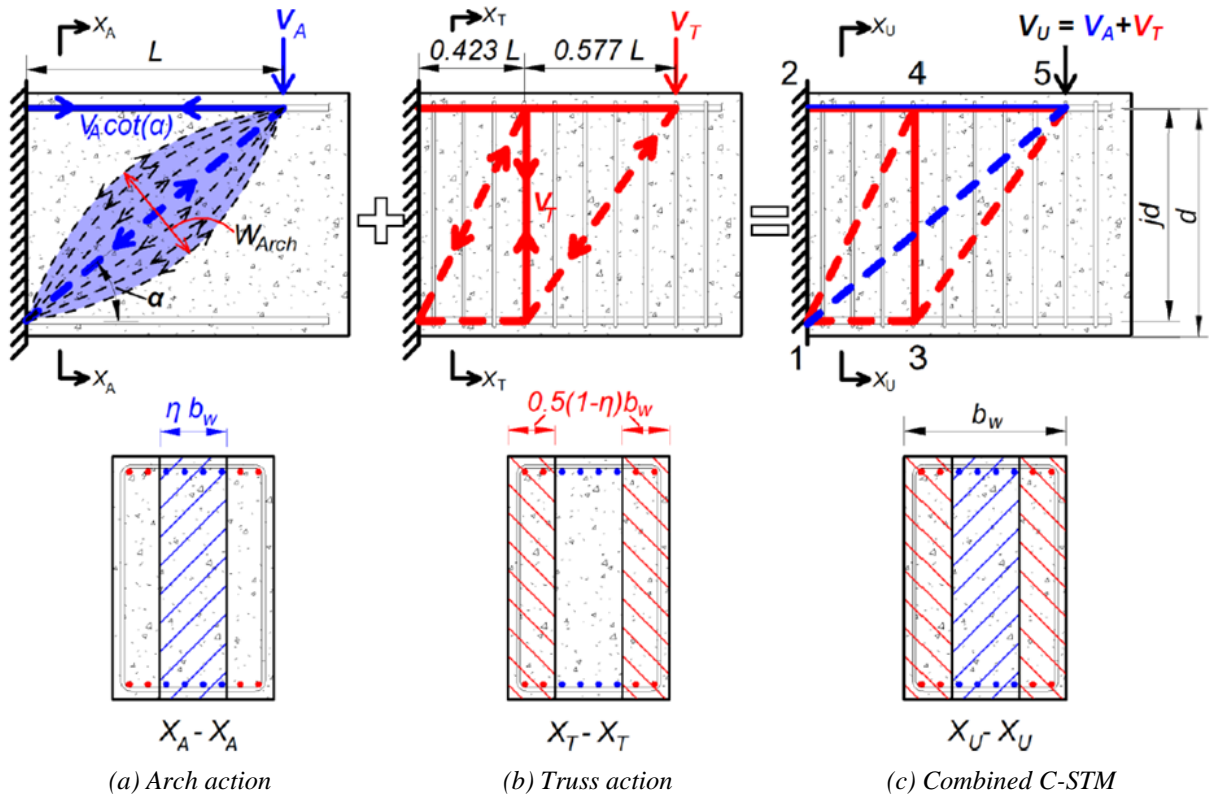 X_A
V_A
L
V_A cot(α)
W_Arch
α
X_A
X_T
V_T
0.423 L
0.577 L
V_T
X_T
X_U
V_U = V_A+V_T
2
4
5
jd
d
1
3
X_U
η b_w
0.5(1-η)b_w
b_w
X_A - X_A
X_T - X_T
X_U - X_U
(a) Arch action
(b) Truss action
(c) Combined C-STM